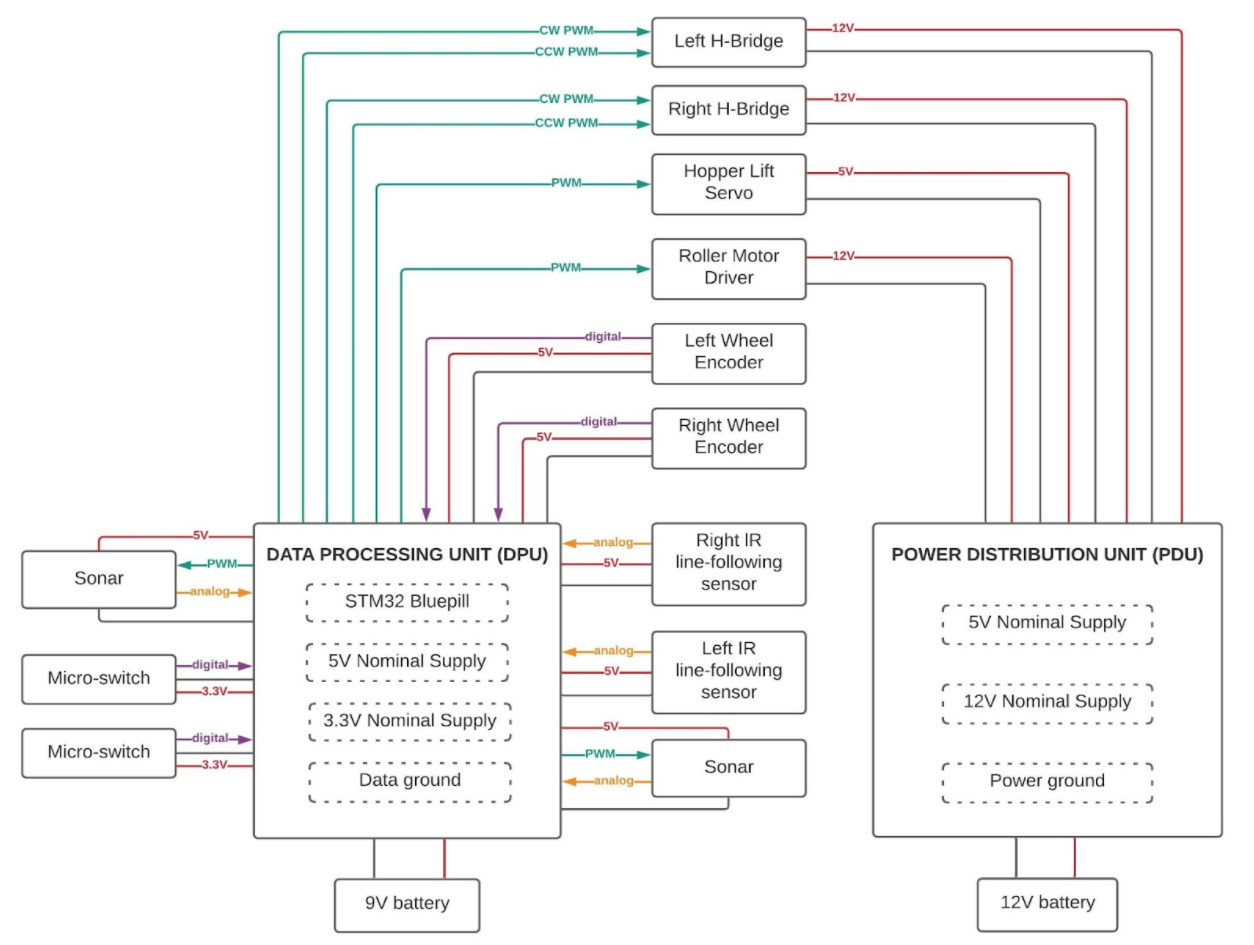 CW PWM
Left H-Bridge
12V
CCW PWM
CW PWM
Right H-Bridge
12V
CCW PWM
PWM
Hopper Lift
Servo
5V
PWM
Roller Motor
Driver
12V
digital
5V
Left Wheel
Encoder
digital
5V
Right Wheel
Encoder
5V
Sonar
PWM
analog
Micro-switch
digital
3.3V
Micro-switch
digital
3.3V
DATA PROCESSING UNIT (DPU)
STM32 Bluepill
5V Nominal Supply
3.3V Nominal Supply
Data ground
analog
5V
Right IR
line-following
sensor
analog
5V
Left IR
line-following
sensor
5V
PWM
analog
Sonar
POWER DISTRIBUTION UNIT (PDU)
5V Nominal Supply
12V Nominal Supply
Power ground
9V battery
12V battery